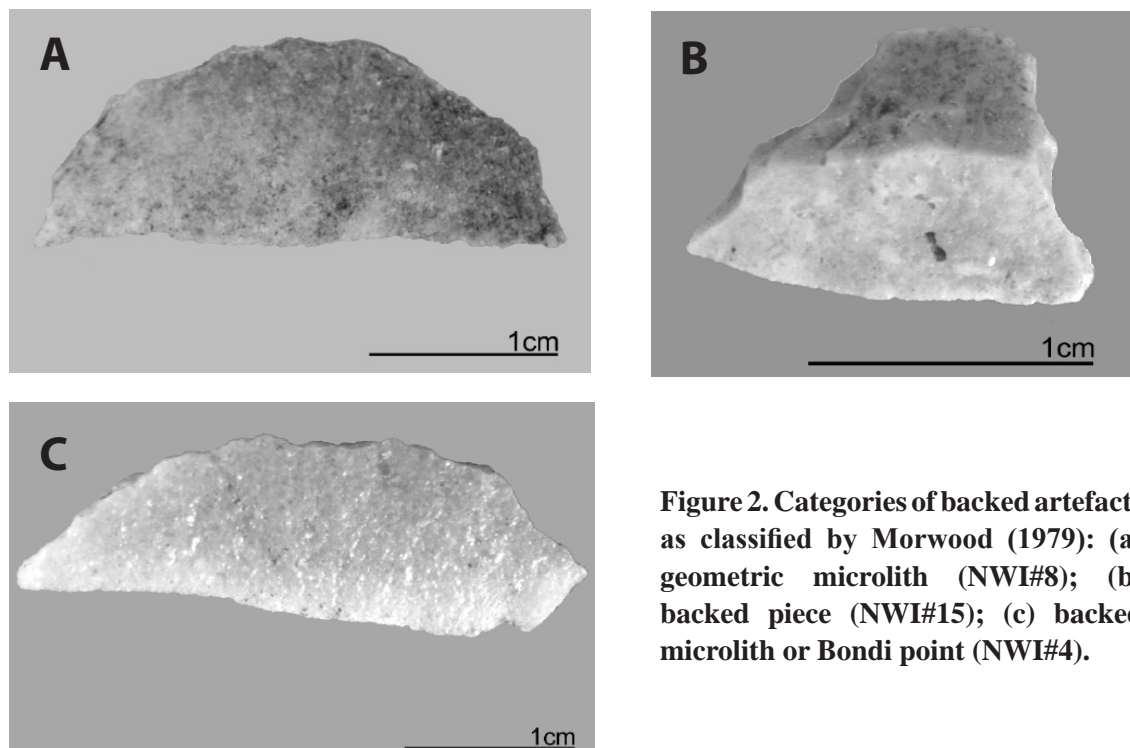 A
1cm
B
1cm
C
1cm
Figure 2. Categories of backed artefact
as classified by Morwood (1979): (a
geometric microlith (NWI#8); (b
backed piece (NWI#15); (c) backed
microlith or Bondi point (NWI#4).